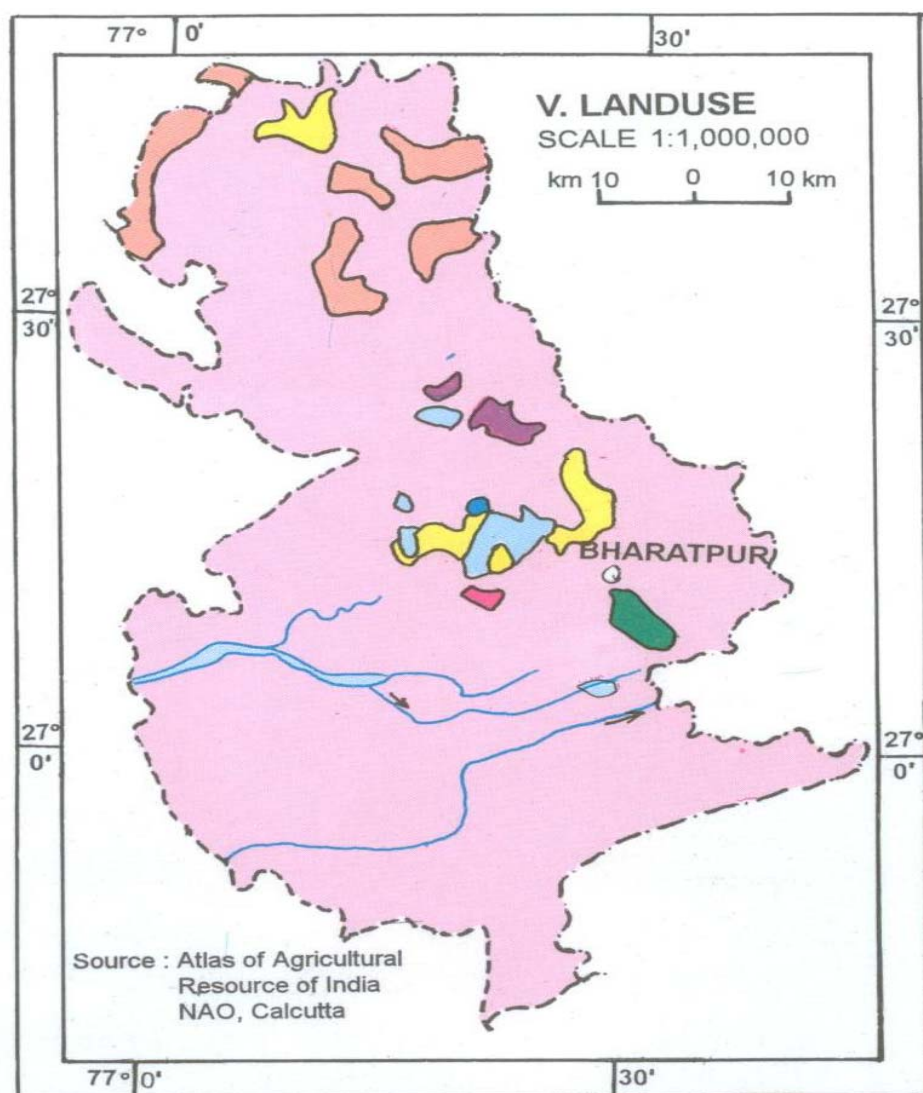 77° 0' 30'
V. LANDUSE
SCALE 1:1,000,000
km 10 0 10 km
27°
30'
27°
30'
BHARATPUR
27°
0'
27°
0'
Source : Atlas of Agricultural
Resource of India
NAO, Calcutta
77° 0' 30'